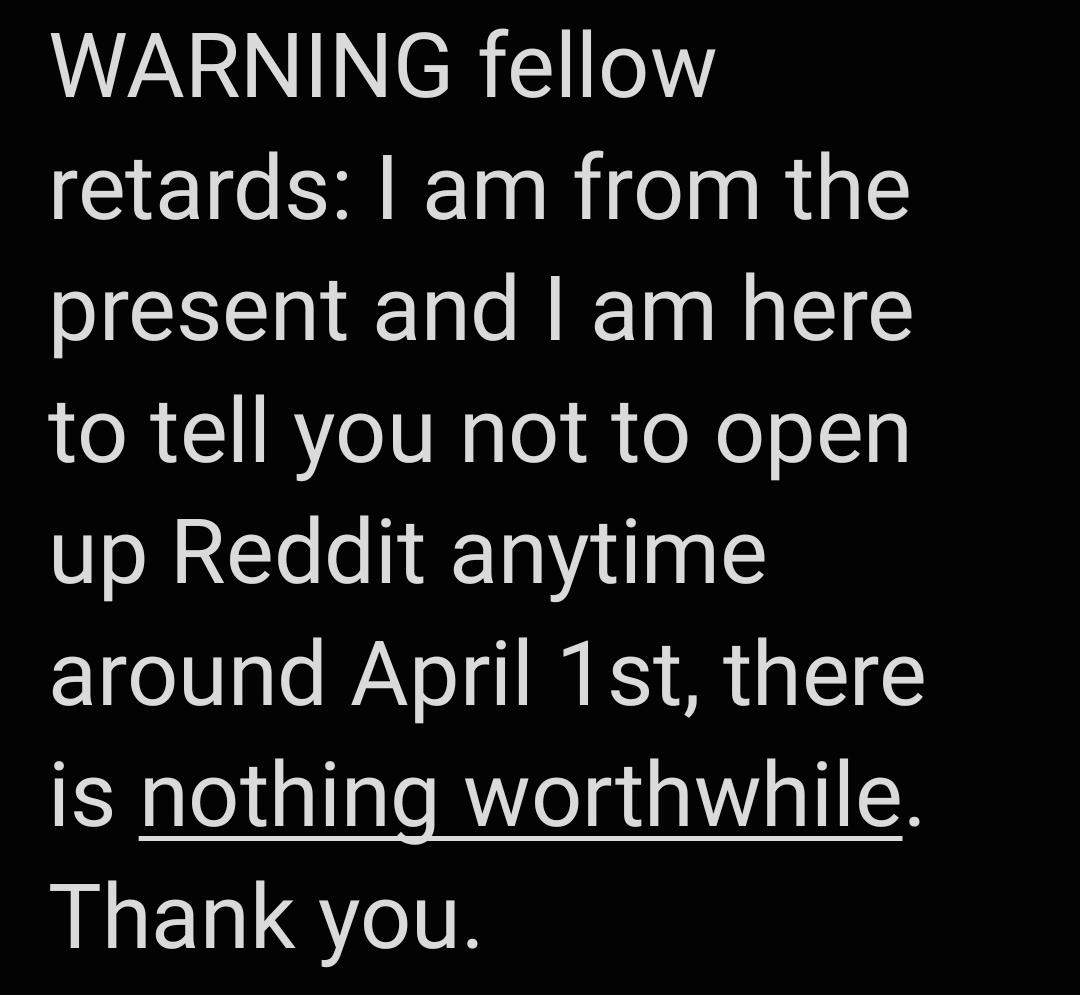 WARNING fellow
retards: I am from the
present and I am here
to tell you not to open
up Reddit anytime
around April 1st, there
is nothing worthwhile.
Thank you.